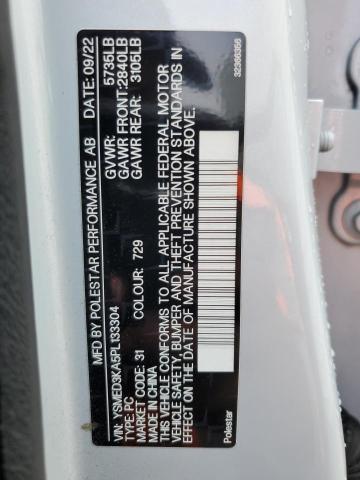 MFD BY POLESTAR PERFORMANCE AB DATE: 09/22
GVWR: 5735LB
GAWR FRONT: 2840LB
GAWR REAR: 3105LB
VIN: YSMED3KA5PL133304
TYPE: PC
MARKET CODE: 31 COLOUR: 729
MADE IN CHINA
THIS VEHICLE CONFORMS TO ALL APPLICABLE FEDERAL MOTOR
VEHICLE SAFETY, BUMPER AND THEFT PREVENTION STANDARDS IN
EFFECT ON THE DATE OF MANUFACTURE SHOWN ABOVE.
Polestar 32366356